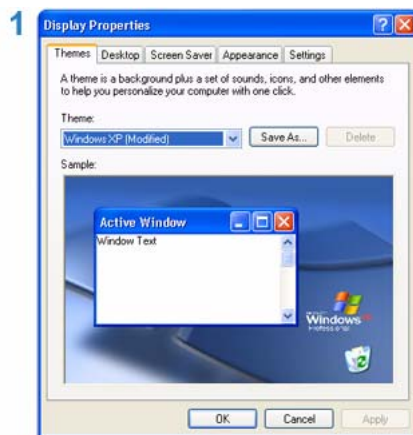 1
Display Properties
Themes Desktop Screen Saver Appearance Settings
A theme is a background plus a set of sounds, icons, and other elements
to help you personalize your computer with one click.
Theme:
Windows XP (Modified) Save As... Delete
Sample:
Active Window
Window Text
Windows xp
Professional
OK Cancel Apply